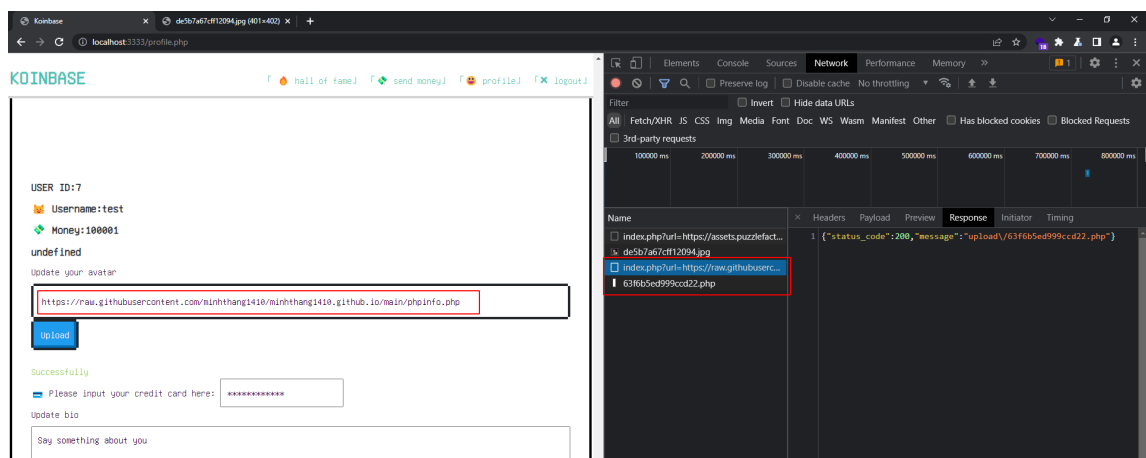 Koinbase
de5b7a67cff12094.jpg (401×402)
localhost:3333/profile.php
18
KOINBASE
「 🔥 hall of fame」 「 💸 send money」 「 😀 profile」 「 ❌ logout」
USER ID:7
Username:test
Money:100001
undefined
Update your avatar
https://raw.githubusercontent.com/minhthang1410/minhthang1410.github.io/main/phpinfo.php
Upload
Successfully
Please input your credit card here: ************
Update bio
Say something about you
Elements Console Sources Network Performance Memory » 1
Preserve log Disable cache No throttling
Filter Invert Hide data URLs
All Fetch/XHR JS CSS Img Media Font Doc WS Wasm Manifest Other Has blocked cookies Blocked Requests
3rd-party requests
100000 ms 200000 ms 300000 ms 400000 ms 500000 ms 600000 ms 700000 ms 800000 ms
Name Headers Payload Preview Response Initiator Timing
index.php?url=https://assets.puzzlefact...
de5b7a67cff12094.jpg
index.php?url=https://raw.githubuserc...
63f6b5ed999ccd22.php
1 {"status_code":200,"message":"upload\/63f6b5ed999ccd22.php"}